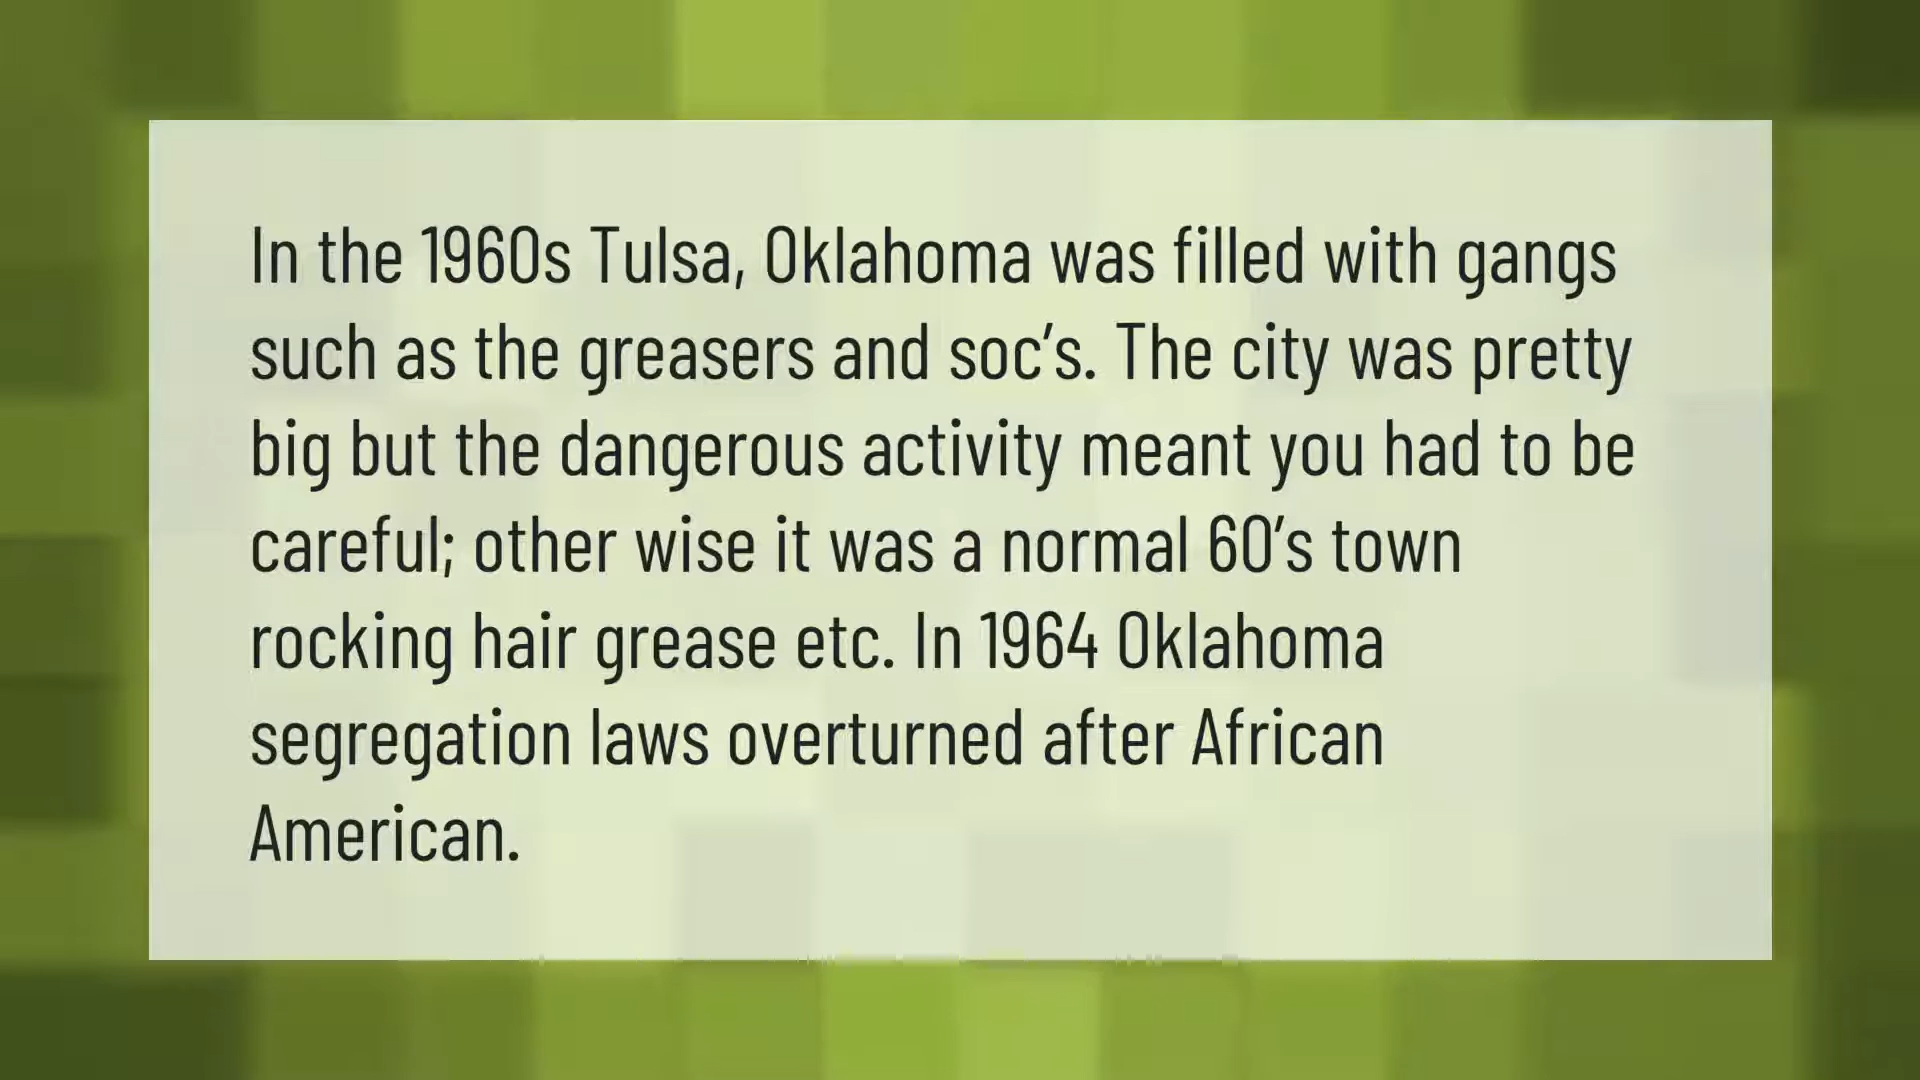 In the 1960s Tulsa, Oklahoma was filled with gangs
such as the greasers and soc's. The city was pretty
big but the dangerous activity meant you had to be
careful; other wise it was a normal 60's town
rocking hair grease etc. In 1964 Oklahoma
segregation laws overturned after African
American.